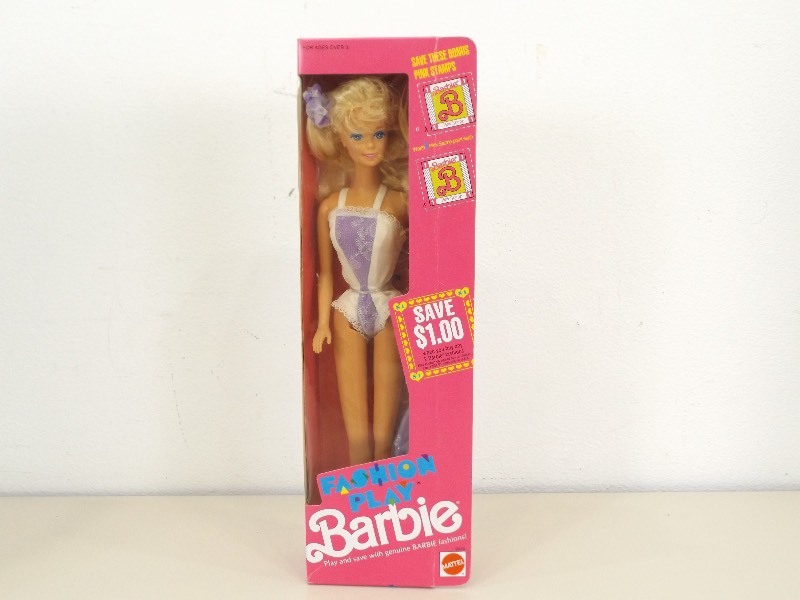 SAVE THESE BONUS
PINK STAMPS
B
B
SAVE
$1.00
FASHION
PLAY
Barbie
Play and save with genuine BARBIE fashions!
MATTEL